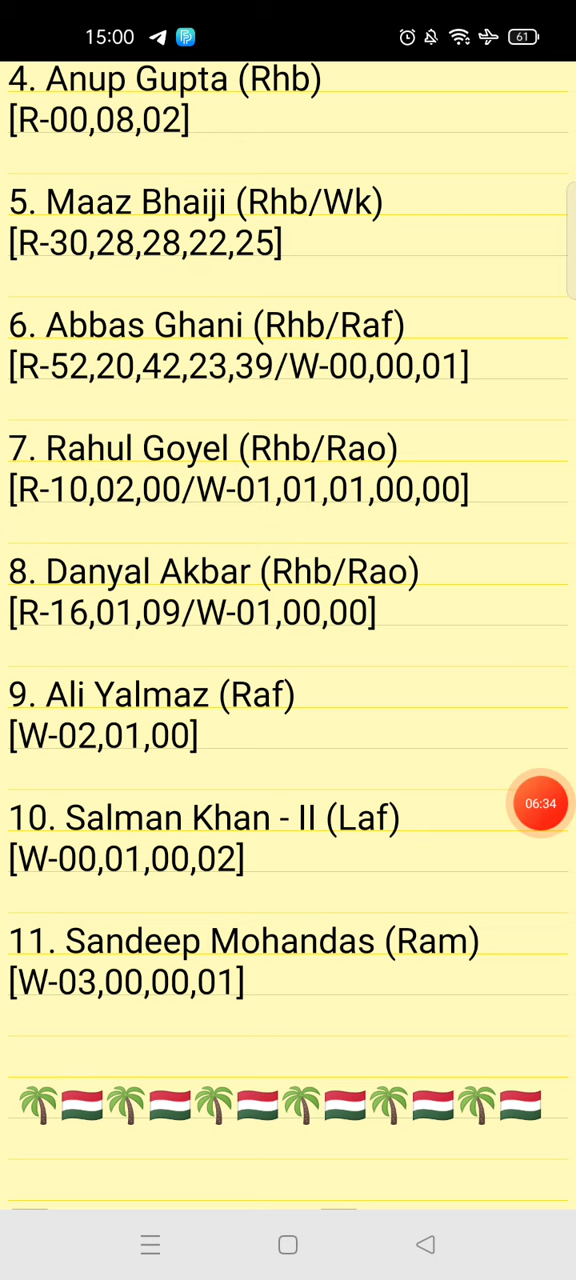 15:00
61
4. Anup Gupta (Rhb)
[R-00,08,02]
5. Maaz Bhaiji (Rhb/Wk)
[R-30,28,28,22,25]
6. Abbas Ghani (Rhb/Raf)
[R-52,20,42,23,39/W-00,00,01]
7. Rahul Goyel (Rhb/Rao)
[R-10,02,00/W-01,01,01,00,00]
8. Danyal Akbar (Rhb/Rao)
[R-16,01,09/W-01,00,00]
9. Ali Yalmaz (Raf)
[W-02,01,00]
06:34
10. Salman Khan - II (Laf)
[W-00,01,00,02]
11. Sandeep Mohandas (Ram)
[W-03,00,00,01]
🌴🇭🇺🌴🇭🇺🌴🇭🇺🌴🇭🇺🌴🇭🇺🌴🇭🇺